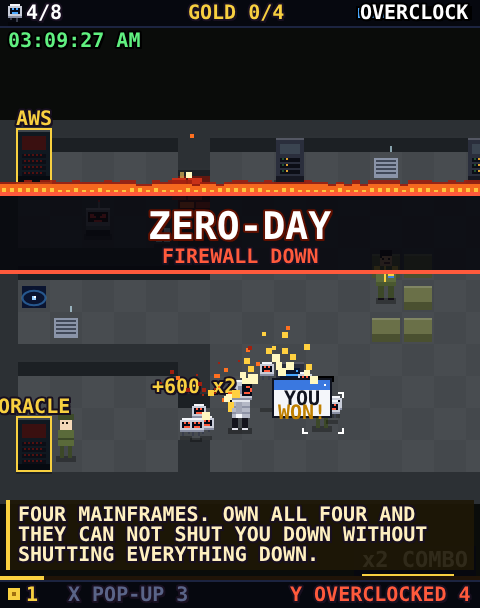 4/8 GOLD 0/4 OVERCLOCK
03:09:27 AM
AWS
ZERO-DAY
FIREWALL DOWN
+600 x2
YOU
WON!
ORACLE
FOUR MAINFRAMES. OWN ALL FOUR AND
THEY CAN NOT SHUT YOU DOWN WITHOUT
SHUTTING EVERYTHING DOWN.
x2 COMBO
1 X POP-UP 3 Y OVERCLOCKED 4